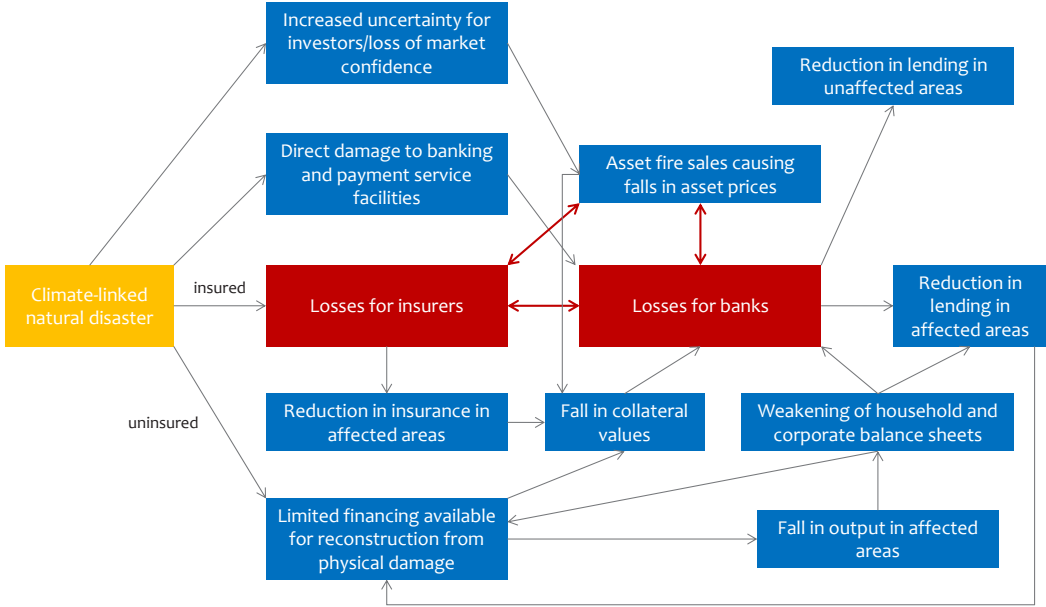 Increased uncertainty for
investors/loss of market
confidence
Reduction in lending in
unaffected areas
Direct damage to banking
and payment service
facilities
Asset fire sales causing
falls in asset prices
Climate-linked
natural disaster
insured
Losses for insurers
Losses for banks
Reduction in
lending in
affected areas
uninsured
Reduction in insurance in
affected areas
Fall in collateral
values
Weakening of household and
corporate balance sheets
Limited financing available
for reconstruction from
physical damage
Fall in output in affected
areas